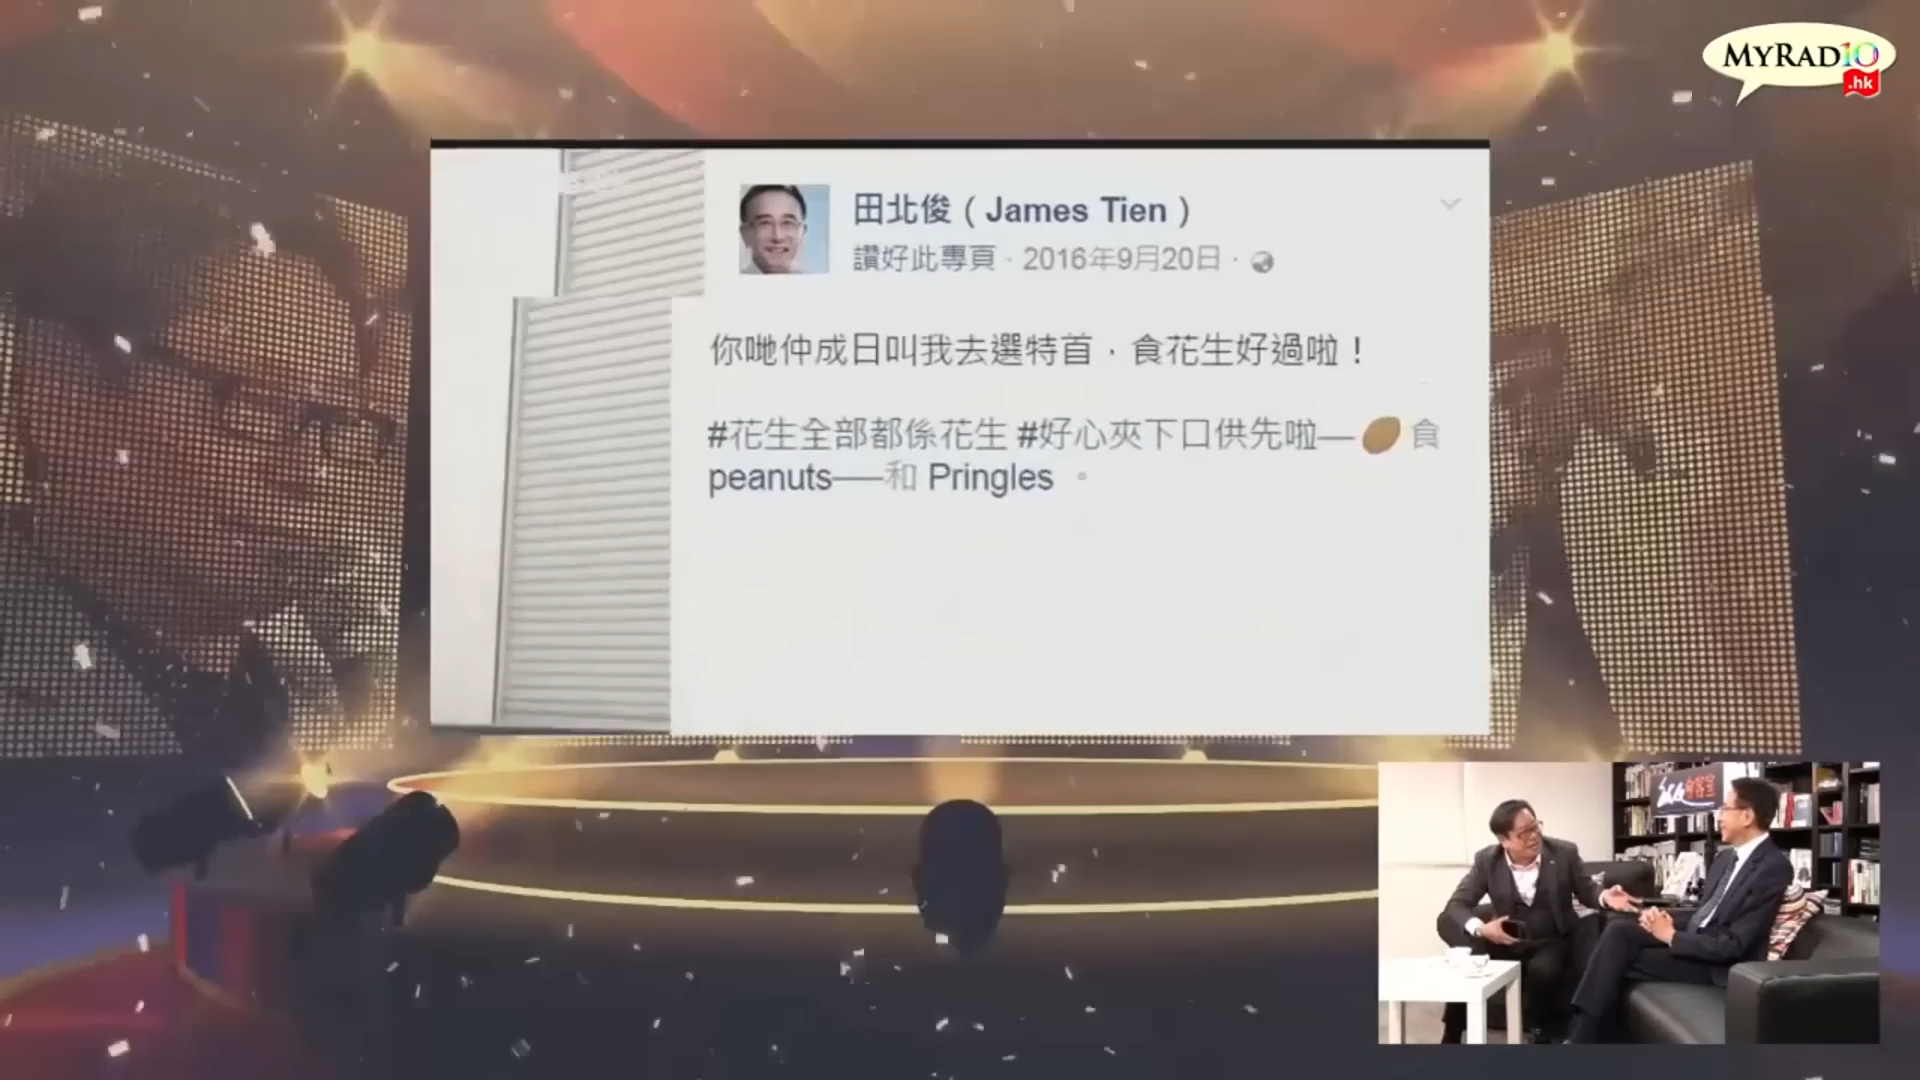 MYRAD10
.hk
田北俊（James Tien）
讚好此專頁 · 2016年9月20日 ·
你哋仲成日叫我去選特首，食花生好過啦！
#花生全部都係花生 #好心夾下口供先啦— 食
peanuts——和 Pringles 。
會客室